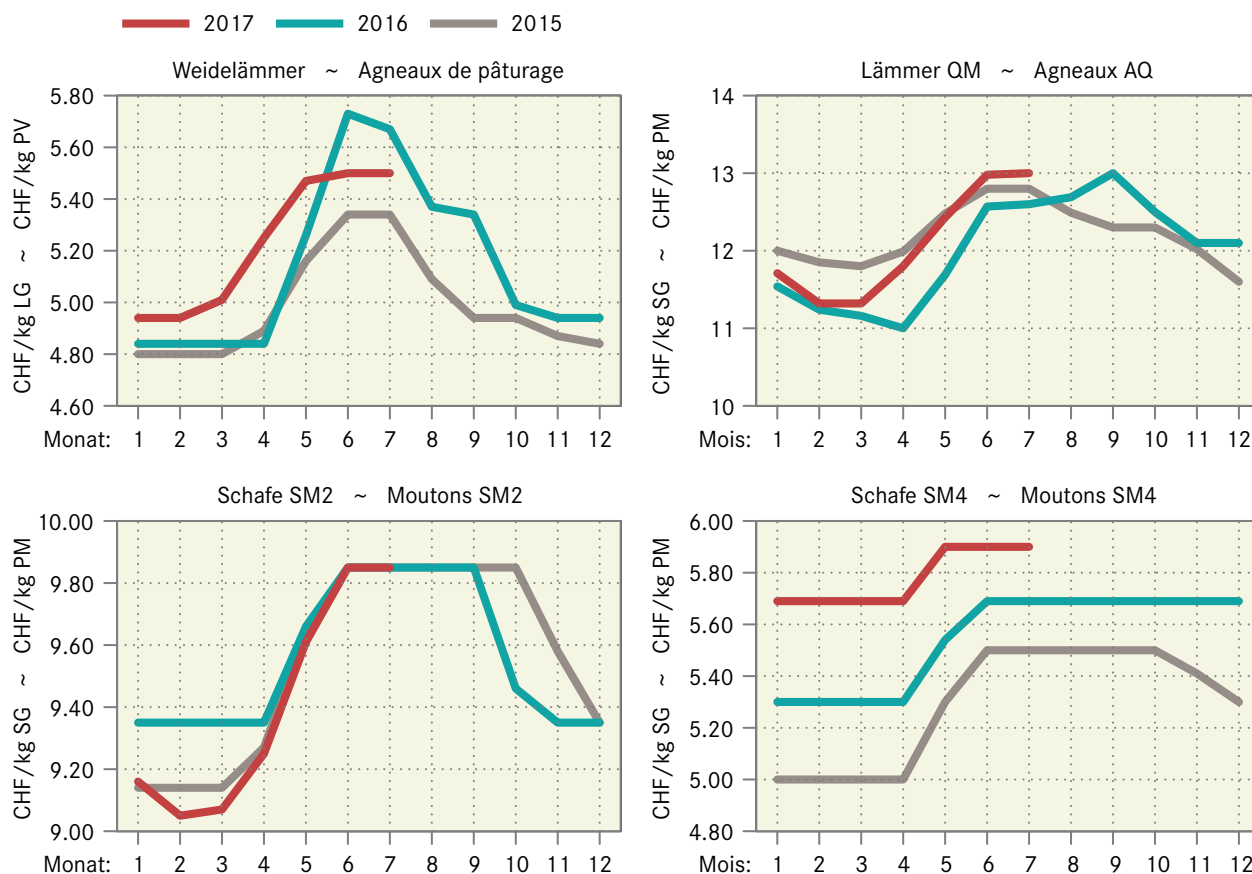 2017 2016 2015
Weidelämmer ~ Agneaux de pâturage
CHF/kg LG ~ CHF/kg PV
5.80
5.60
5.40
5.20
5.00
4.80
4.60
Monat: 1 2 3 4 5 6 7 8 9 10 11 12
Lämmer QM ~ Agneaux AQ
CHF/kg SG ~ CHF/kg PM
14
13
12
11
10
Mois: 1 2 3 4 5 6 7 8 9 10 11 12
Schafe SM2 ~ Moutons SM2
CHF/kg SG ~ CHF/kg PM
10.00
9.80
9.60
9.40
9.20
9.00
Monat: 1 2 3 4 5 6 7 8 9 10 11 12
Schafe SM4 ~ Moutons SM4
CHF/kg SG ~ CHF/kg PM
6.00
5.80
5.60
5.40
5.20
5.00
4.80
Mois: 1 2 3 4 5 6 7 8 9 10 11 12